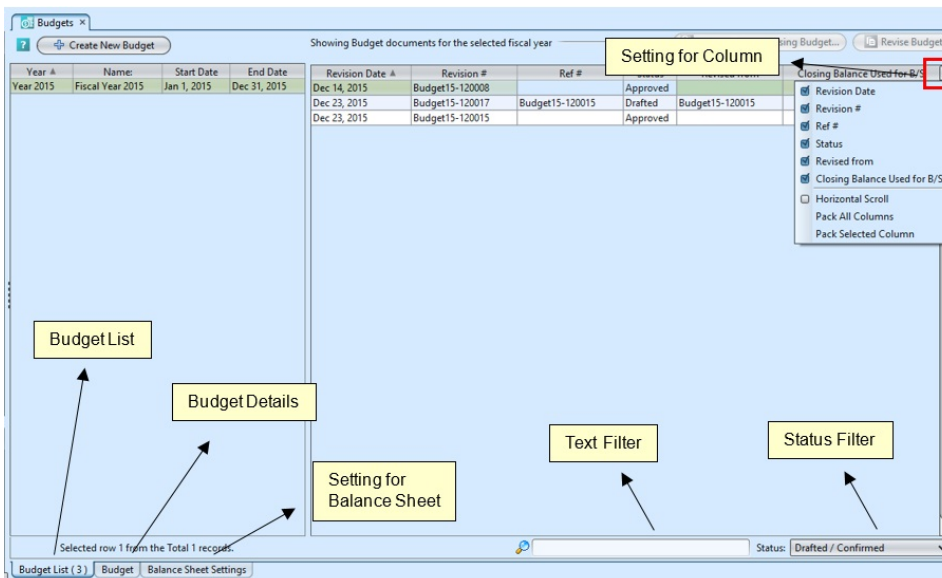 Budgets
Create New Budget
Showing Budget documents for the selected fiscal year
sing Budget...)
Revise Budget
Setting for Column
Year Name: Start Date End Date
Year 2015 Fiscal Year 2015 Jan 1, 2015 Dec 31, 2015
Revision Date Revision # Ref # Status Revised from Closing Balance Used for B/S
Dec 14, 2015 Budget15-120008 Approved
Dec 23, 2015 Budget15-120017 Budget15-120015 Drafted Budget15-120015
Dec 23, 2015 Budget15-120015 Approved
Revision Date
Revision #
Ref #
Status
Revised from
Closing Balance Used for B/S
Horizontal Scroll
Pack All Columns
Pack Selected Column
Budget List
Budget Details
Text Filter
Status Filter
Setting for
Balance Sheet
Selected row 1 from the Total 1 records.
Status: Drafted / Confirmed
Budget List ( 3 ) Budget Balance Sheet Settings